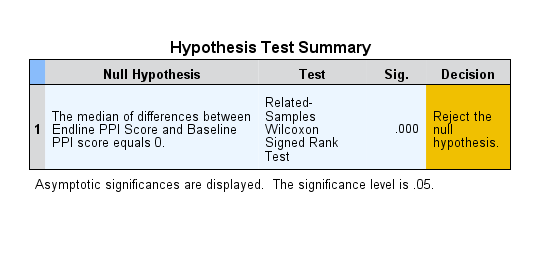 Hypothesis Test Summary
Null Hypothesis Test Sig. Decision
1 The median of differences between Endline PPI Score and Baseline PPI score equals 0. Related-Samples Wilcoxon Signed Rank Test .000 Reject the null hypothesis.
Asymptotic significances are displayed. The significance level is .05.